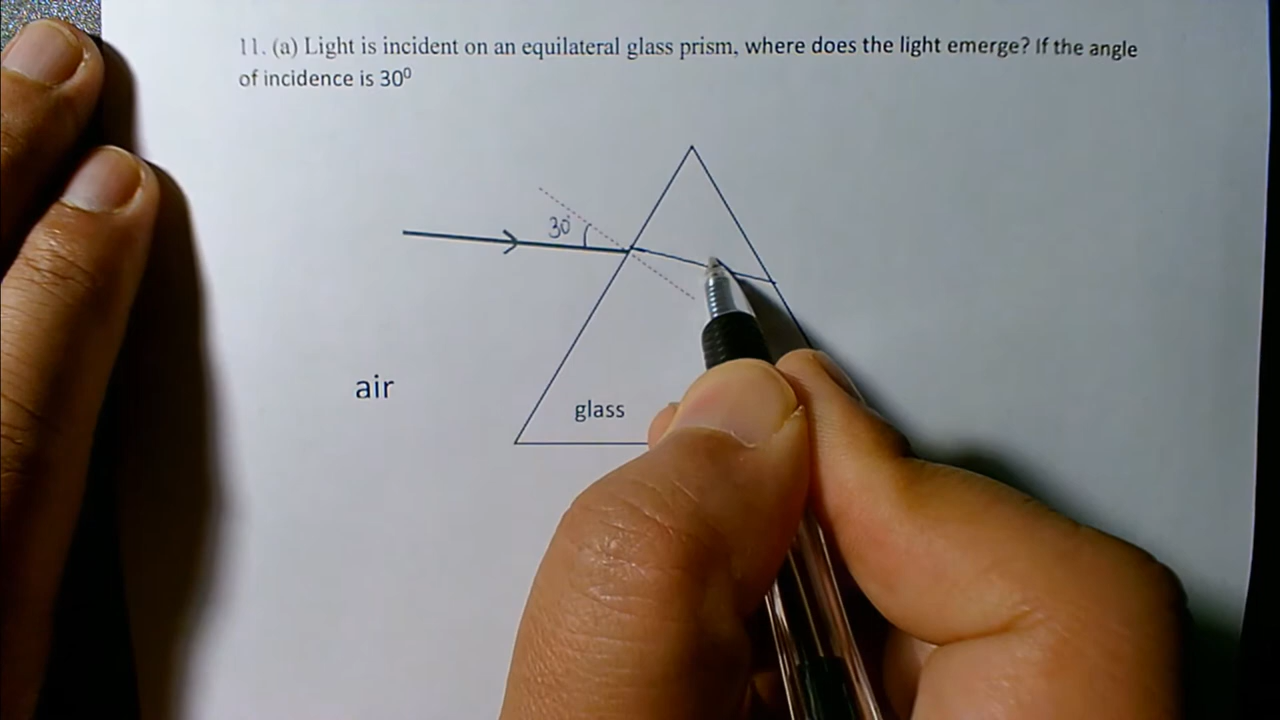 11. (a) Light is incident on an equilateral glass prism, where does the light emerge? If the angle
of incidence is 30⁰
30°
air
glass